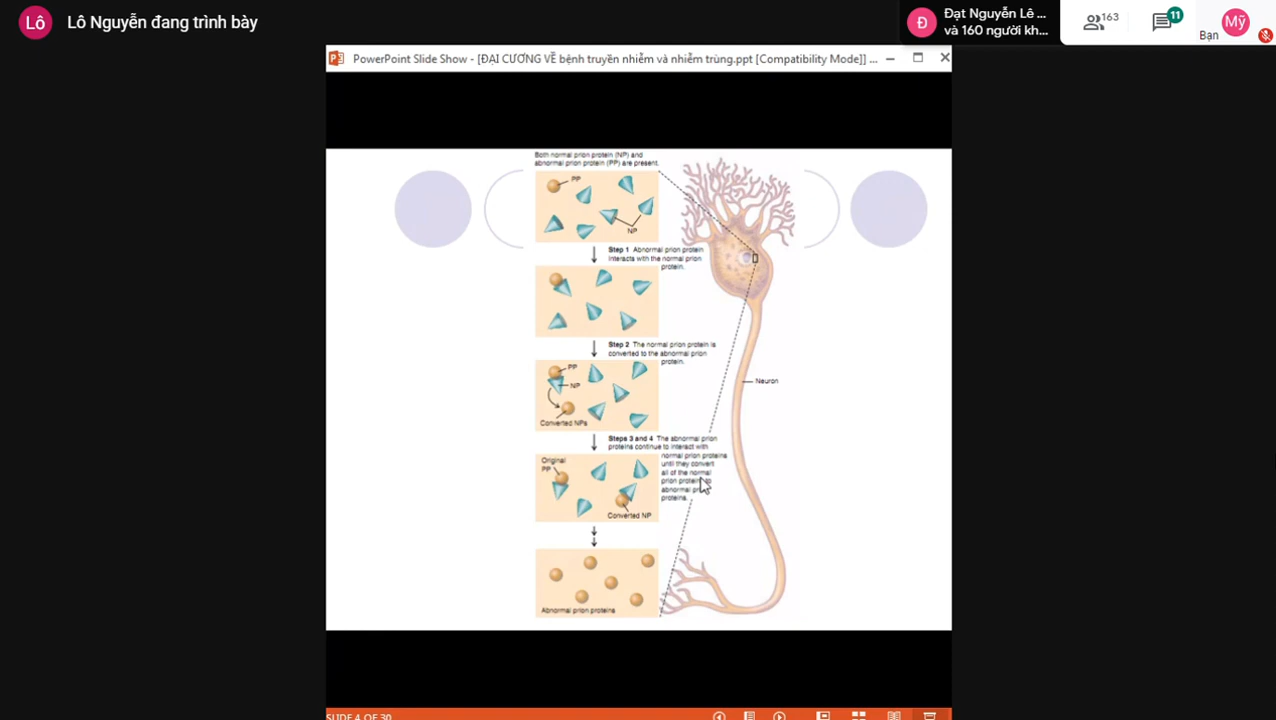 Lô
Lô Nguyễn đang trình bày
Đ
Đạt Nguyễn Lê ...
và 160 người kh...
163
11
Mỹ
Bạn
PowerPoint Slide Show - [ĐẠI CƯƠNG VỀ bệnh truyền nhiễm và nhiễm trùng.ppt [Compatibility Mode]] ...
Both normal prion protein (NP) and
abnormal prion protein (PP) are present.
PP
NP
Step 1 Abnormal prion protein
interacts with the normal prion
protein.
Step 2 The normal prion protein is
converted to the abnormal prion
protein.
PP
NP
Converted NPs
Neuron
Steps 3 and 4 The abnormal prion
proteins continue to interact with
normal prion proteins
until they convert
all of the normal
prion proteins to
abnormal prion
proteins.
Original
PP
Converted NP
Abnormal prion proteins
SLIDE 4 OF 30